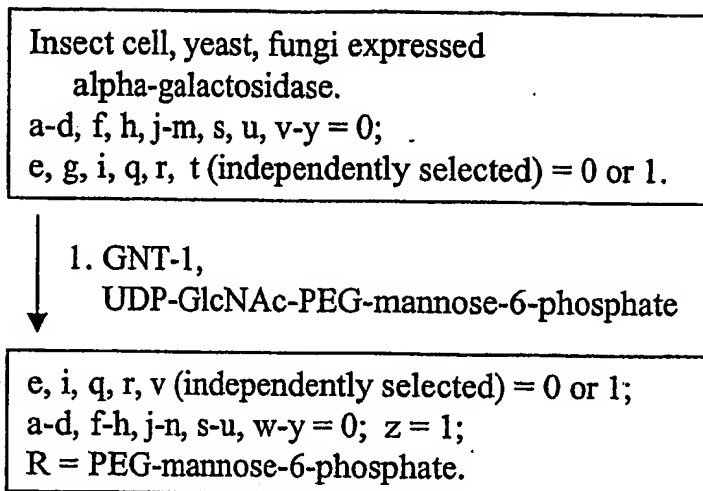 Insect cell, yeast, fungi expressed
alpha-galactosidase.
a-d, f, h, j-m, s, u, v-y = 0;
e, g, i, q, r, t (independently selected) = 0 or 1.
1. GNT-1,
UDP-GlcNAc-PEG-mannose-6-phosphate
e, i, q, r, v (independently selected) = 0 or 1;
a-d, f-h, j-n, s-u, w-y = 0; z = 1;
R = PEG-mannose-6-phosphate.